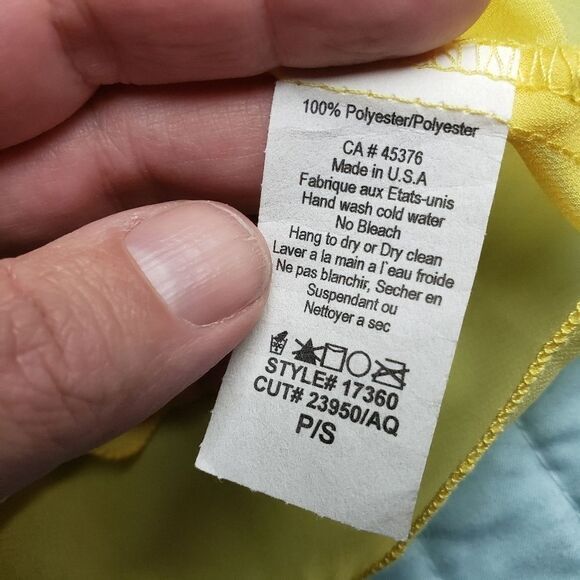 100% Polyester/Polyester
CA # 45376
Made in U.S.A
Fabrique aux Etats-unis
Hand wash cold water
No Bleach
Hang to dry or Dry clean
Laver a la main a l`eau froide
Ne pas blanchir, Secher en
Suspendant ou
Nettoyer a sec
STYLE# 17360
CUT# 23950/AQ
P/S